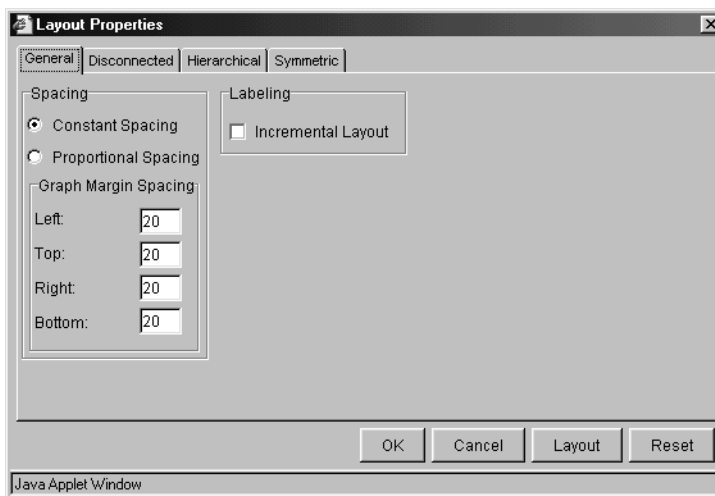 Layout Properties
General Disconnected Hierarchical Symmetric
Spacing
Constant Spacing
Proportional Spacing
Graph Margin Spacing
Left: 20
Top: 20
Right: 20
Bottom: 20
Labeling
Incremental Layout
OK Cancel Layout Reset
Java Applet Window